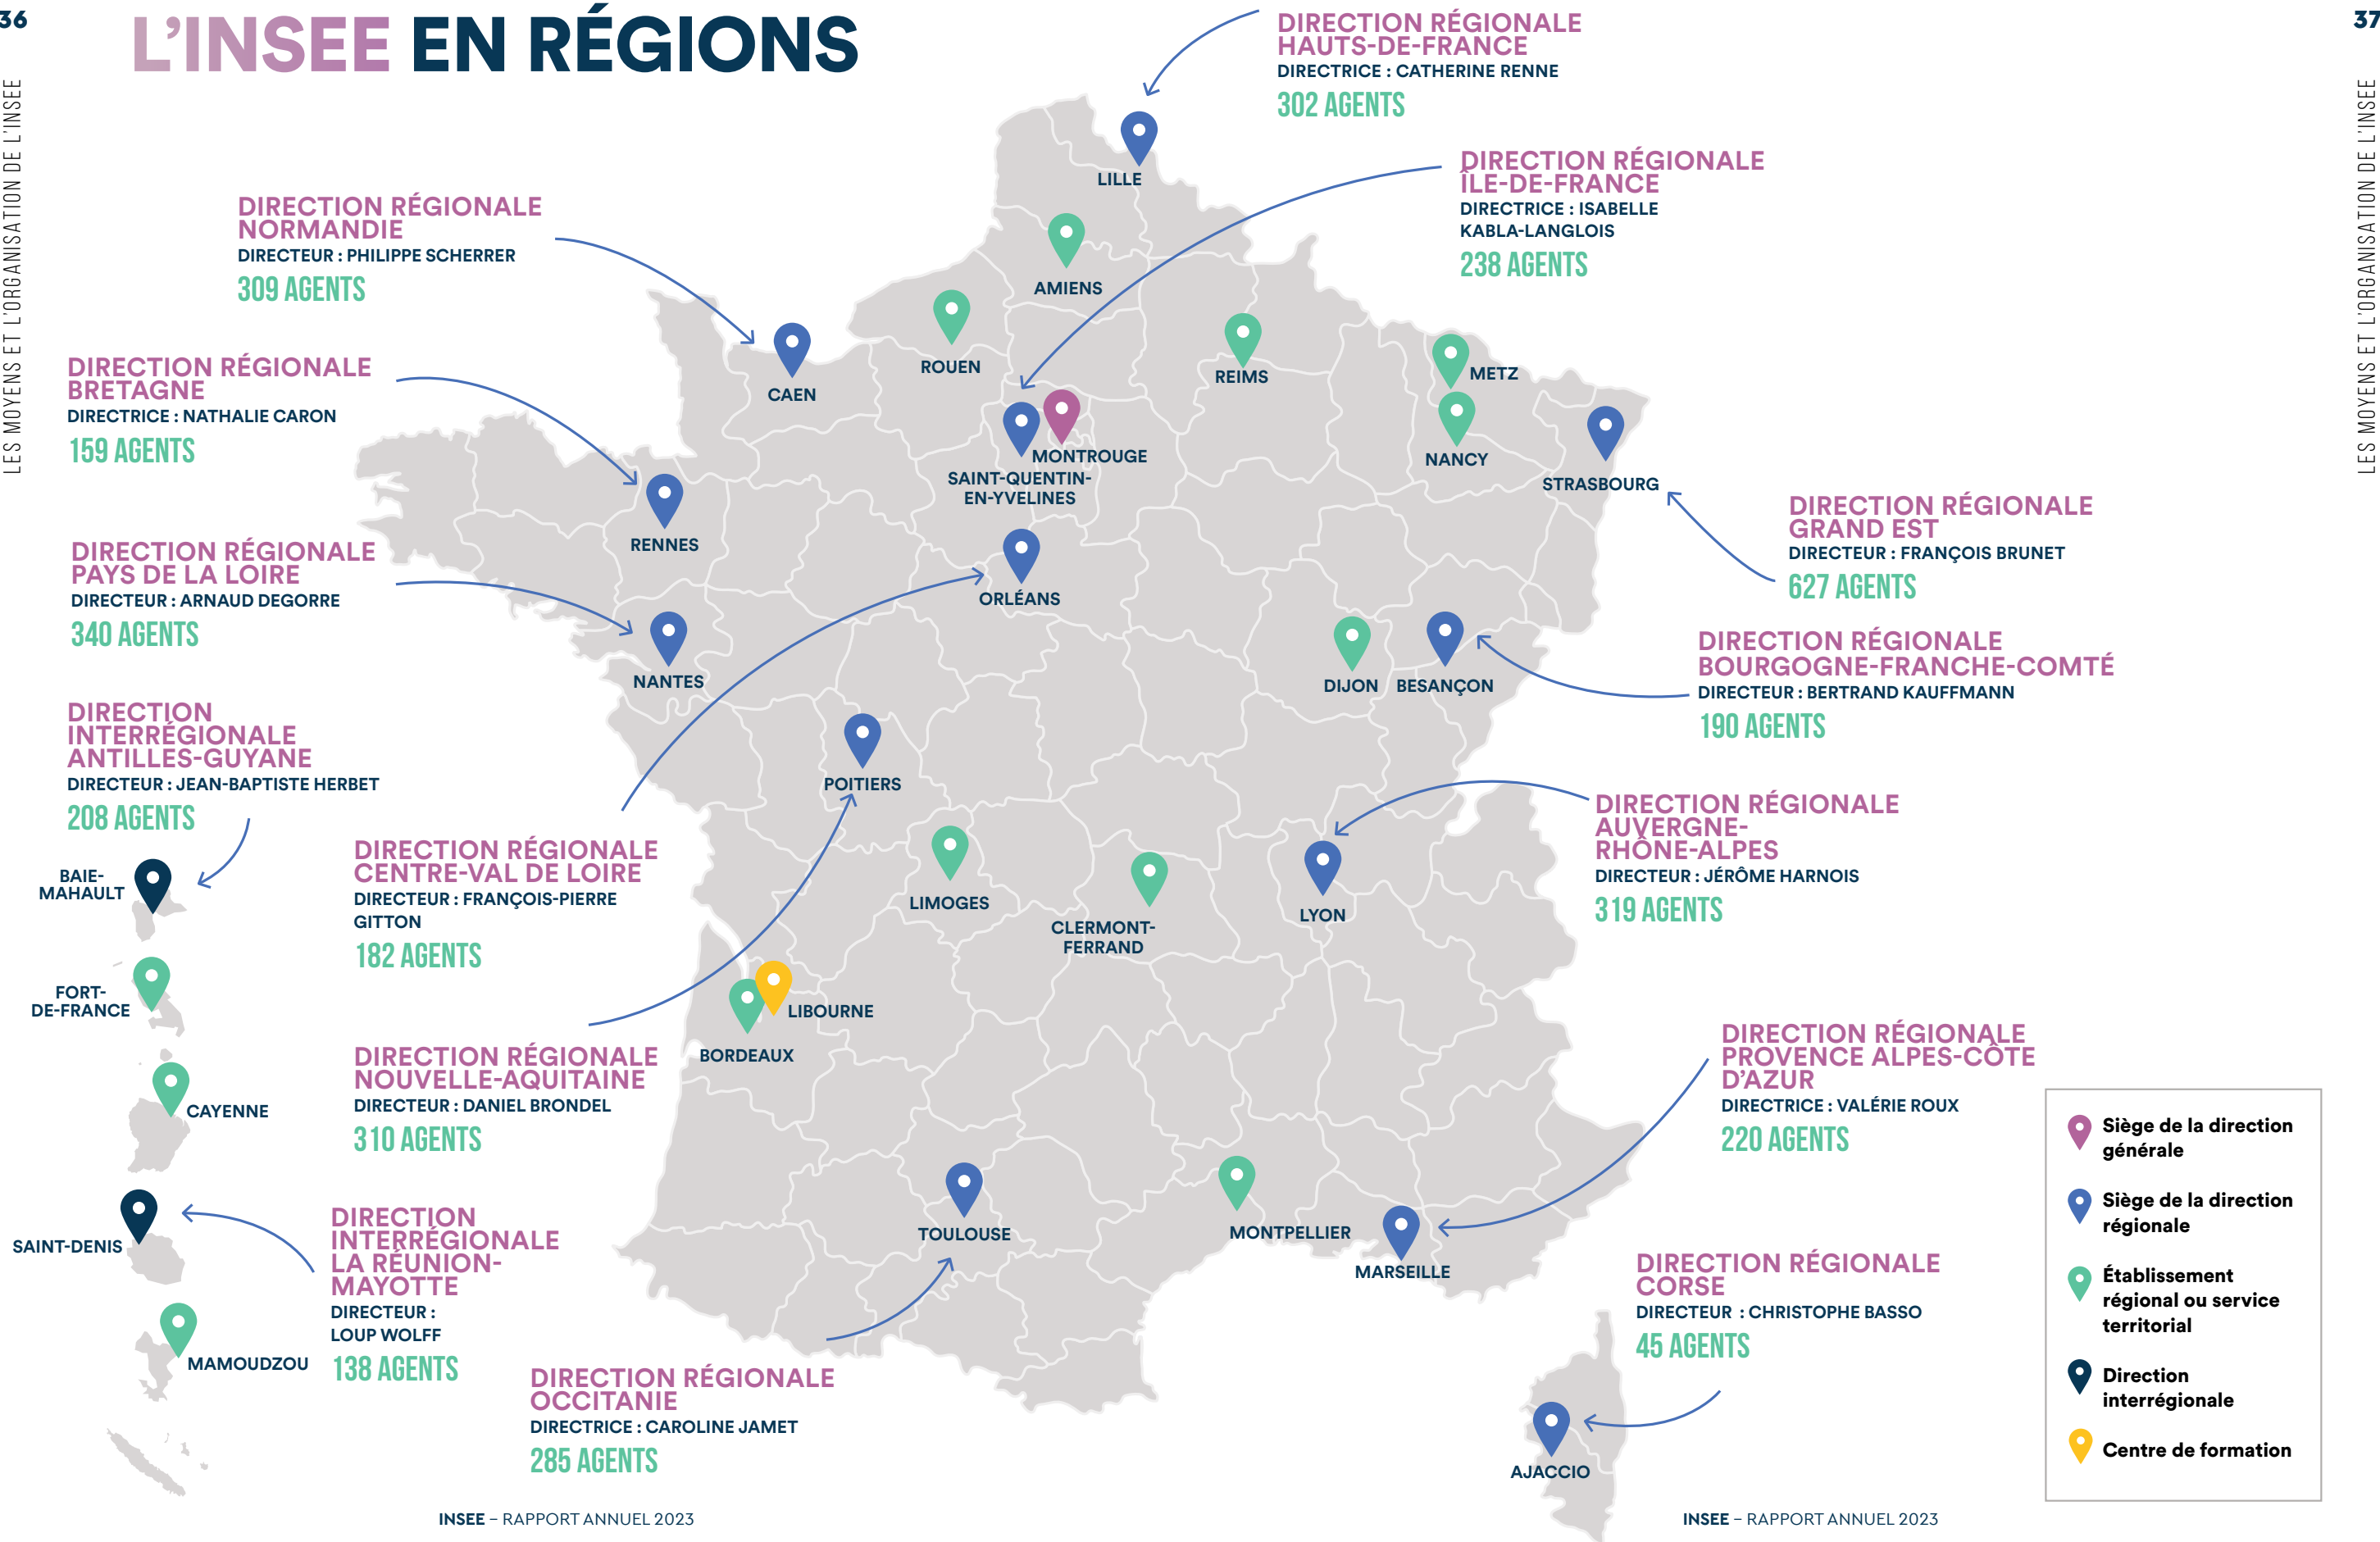 36
L'INSEE EN RÉGIONS
37
LES MOYENS ET L'ORGANISATION DE L'INSEE
LES MOYENS ET L'ORGANISATION DE L'INSEE
DIRECTION RÉGIONALE
HAUTS-DE-FRANCE
DIRECTRICE : CATHERINE RENNE
302 AGENTS
DIRECTION RÉGIONALE
ÎLE-DE-FRANCE
DIRECTRICE : ISABELLE
KABLA-LANGLOIS
238 AGENTS
DIRECTION RÉGIONALE
NORMANDIE
DIRECTEUR : PHILIPPE SCHERRER
309 AGENTS
DIRECTION RÉGIONALE
BRETAGNE
DIRECTRICE : NATHALIE CARON
159 AGENTS
DIRECTION RÉGIONALE
PAYS DE LA LOIRE
DIRECTEUR : ARNAUD DEGORRE
340 AGENTS
DIRECTION
INTERRÉGIONALE
ANTILLES-GUYANE
DIRECTEUR : JEAN-BAPTISTE HERBET
208 AGENTS
BAIE-
MAHAULT
FORT-
DE-FRANCE
CAYENNE
SAINT-DENIS
MAMOUDZOU
DIRECTION RÉGIONALE
CENTRE-VAL DE LOIRE
DIRECTEUR : FRANÇOIS-PIERRE
GITTON
182 AGENTS
DIRECTION RÉGIONALE
NOUVELLE-AQUITAINE
DIRECTEUR : DANIEL BRONDEL
310 AGENTS
DIRECTION
INTERRÉGIONALE
LA RÉUNION-
MAYOTTE
DIRECTEUR :
LOUP WOLFF
138 AGENTS
DIRECTION RÉGIONALE
OCCITANIE
DIRECTRICE : CAROLINE JAMET
285 AGENTS
LILLE
AMIENS
ROUEN
CAEN
REIMS
METZ
NANCY
STRASBOURG
MONTROUGE
SAINT-QUENTIN-
EN-YVELINES
RENNES
ORLÉANS
NANTES
DIJON
BESANÇON
POITIERS
LIMOGES
CLERMONT-
FERRAND
LYON
LIBOURNE
BORDEAUX
TOULOUSE
MONTPELLIER
MARSEILLE
AJACCIO
DIRECTION RÉGIONALE
GRAND EST
DIRECTEUR : FRANÇOIS BRUNET
627 AGENTS
DIRECTION RÉGIONALE
BOURGOGNE-FRANCHE-COMTÉ
DIRECTEUR : BERTRAND KAUFFMANN
190 AGENTS
DIRECTION RÉGIONALE
AUVERGNE-
RHÔNE-ALPES
DIRECTEUR : JÉRÔME HARNOIS
319 AGENTS
DIRECTION RÉGIONALE
PROVENCE ALPES-CÔTE
D'AZUR
DIRECTRICE : VALÉRIE ROUX
220 AGENTS
DIRECTION RÉGIONALE
CORSE
DIRECTEUR : CHRISTOPHE BASSO
45 AGENTS
Siège de la direction
générale
Siège de la direction
régionale
Établissement
régional ou service
territorial
Direction
interrégionale
Centre de formation
INSEE – RAPPORT ANNUEL 2023
INSEE – RAPPORT ANNUEL 2023